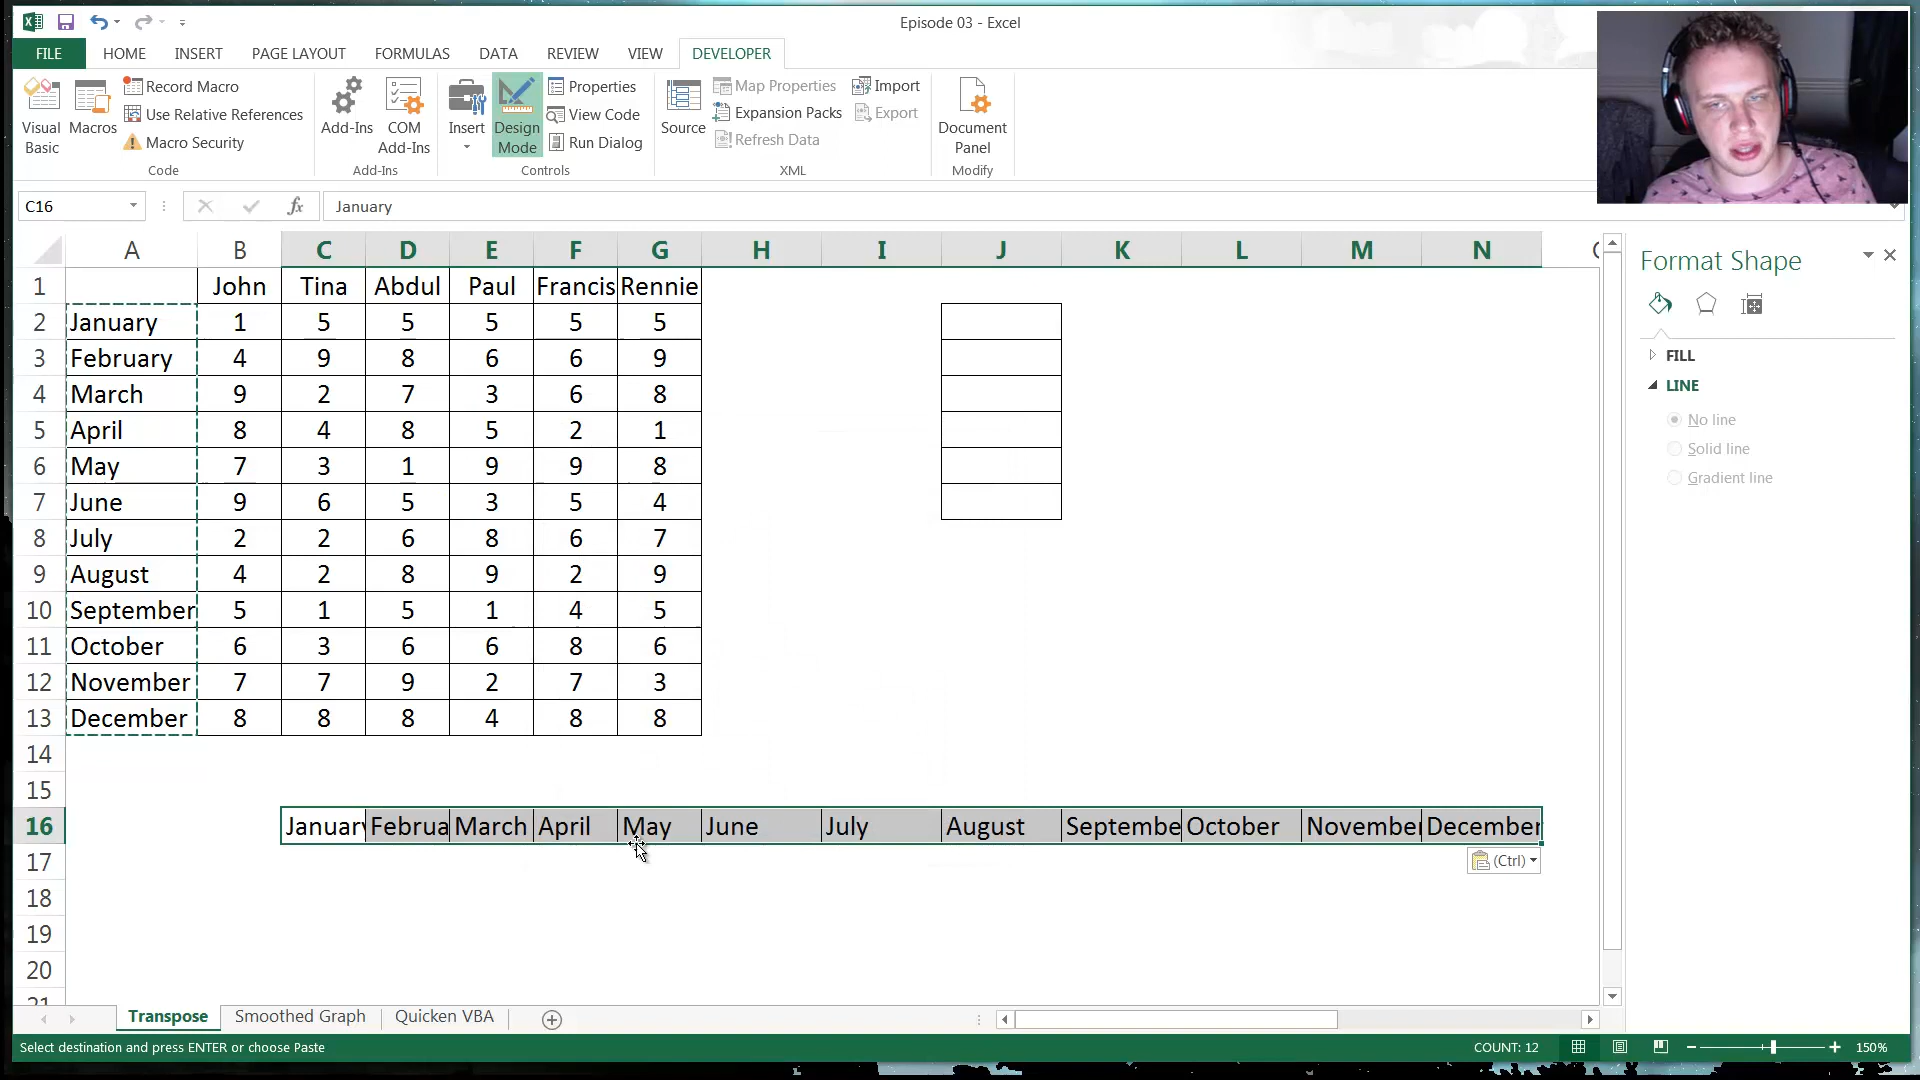 Episode 03 - Excel
FILE HOME INSERT PAGE LAYOUT FORMULAS DATA REVIEW VIEW DEVELOPER
Visual Basic
Macros
Record Macro
Use Relative References
Macro Security
Code
Add-Ins
COM Add-Ins
Add-Ins
Insert
Design Mode
Properties
View Code
Run Dialog
Controls
Source
Map Properties
Expansion Packs
Refresh Data
Import
Export
XML
Document Panel
Modify
C16 fx January
A B C D E F G H I J K L M N
1 John Tina Abdul Paul Francis Rennie
2 January 1 5 5 5 5 5
3 February 4 9 8 6 6 9
4 March 9 2 7 3 6 8
5 April 8 4 8 5 2 1
6 May 7 3 1 9 9 8
7 June 9 6 5 3 5 4
8 July 2 2 6 8 6 7
9 August 4 2 8 9 2 9
10 September 5 1 5 1 4 5
11 October 6 3 6 6 8 6
12 November 7 7 9 2 7 3
13 December 8 8 8 4 8 8
14
15
16 January Februa March April May June July August Septembe October November December
17 (Ctrl)
18
19
20
21
Format Shape
FILL
LINE
No line
Solid line
Gradient line
Transpose Smoothed Graph Quicken VBA
Select destination and press ENTER or choose Paste COUNT: 12 150%